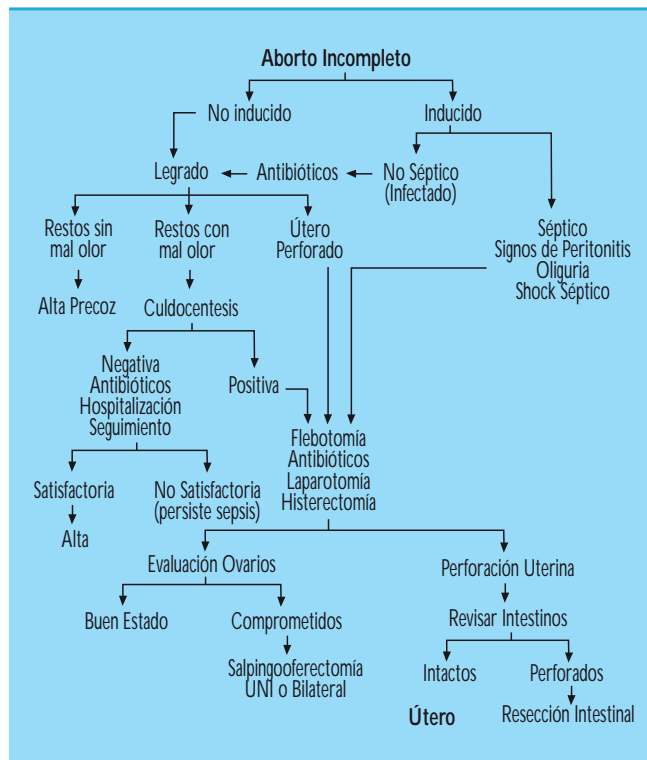 Aborto Incompleto
No inducido
Inducido
Legrado
Antibióticos
No Séptico
(Infectado)
Restos sin
mal olor
Restos con
mal olor
Útero
Perforado
Séptico
Signos de Peritonitis
Oliguria
Shock Séptico
Alta Precoz
Culdocentesis
Negativa
Antibióticos
Hospitalización
Seguimiento
Positiva
Flebotomía
Antibióticos
Laparotomía
Histerectomía
Satisfactoria
No Satisfactoria
(persiste sepsis)
Alta
Evaluación Ovarios
Perforación Uterina
Buen Estado
Comprometidos
Revisar Intestinos
Salpingooferectomía
UNI o Bilateral
Intactos
Perforados
Útero
Resección Intestinal